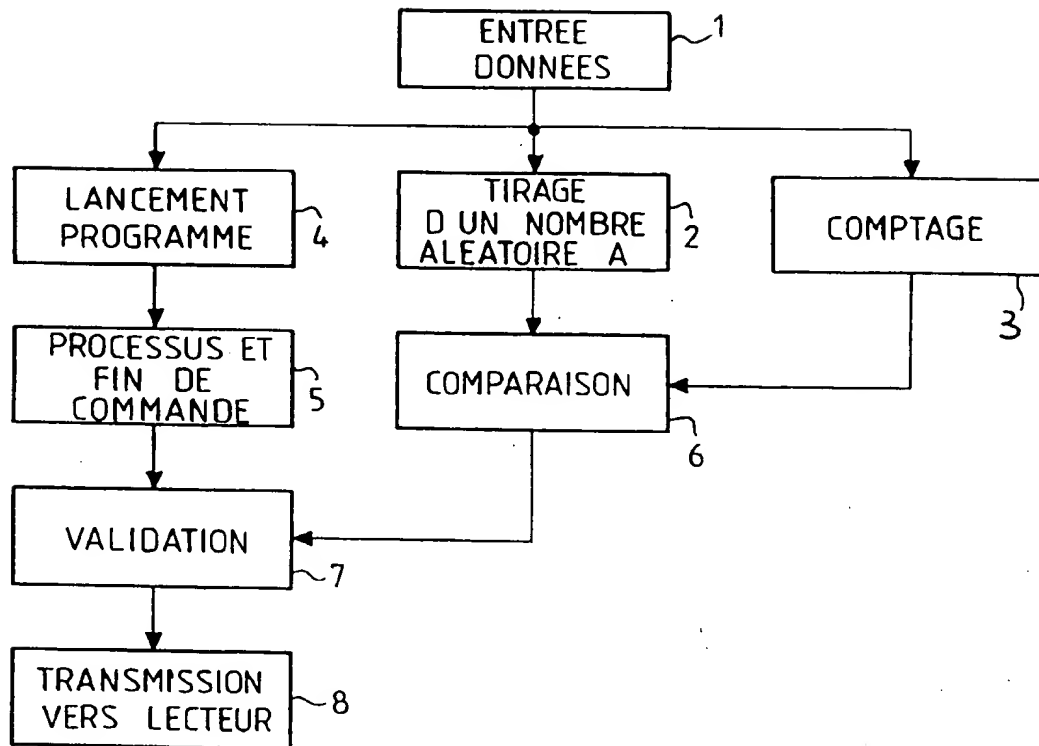 ENTREE
DONNEES
1
LANCEMENT
PROGRAMME
4
TIRAGE
D UN NOMBRE
ALEATOIRE A
2
COMPTAGE
3
PROCESSUS ET
FIN DE
COMMANDE
5
COMPARAISON
6
VALIDATION
7
TRANSMISSION
VERS LECTEUR
8